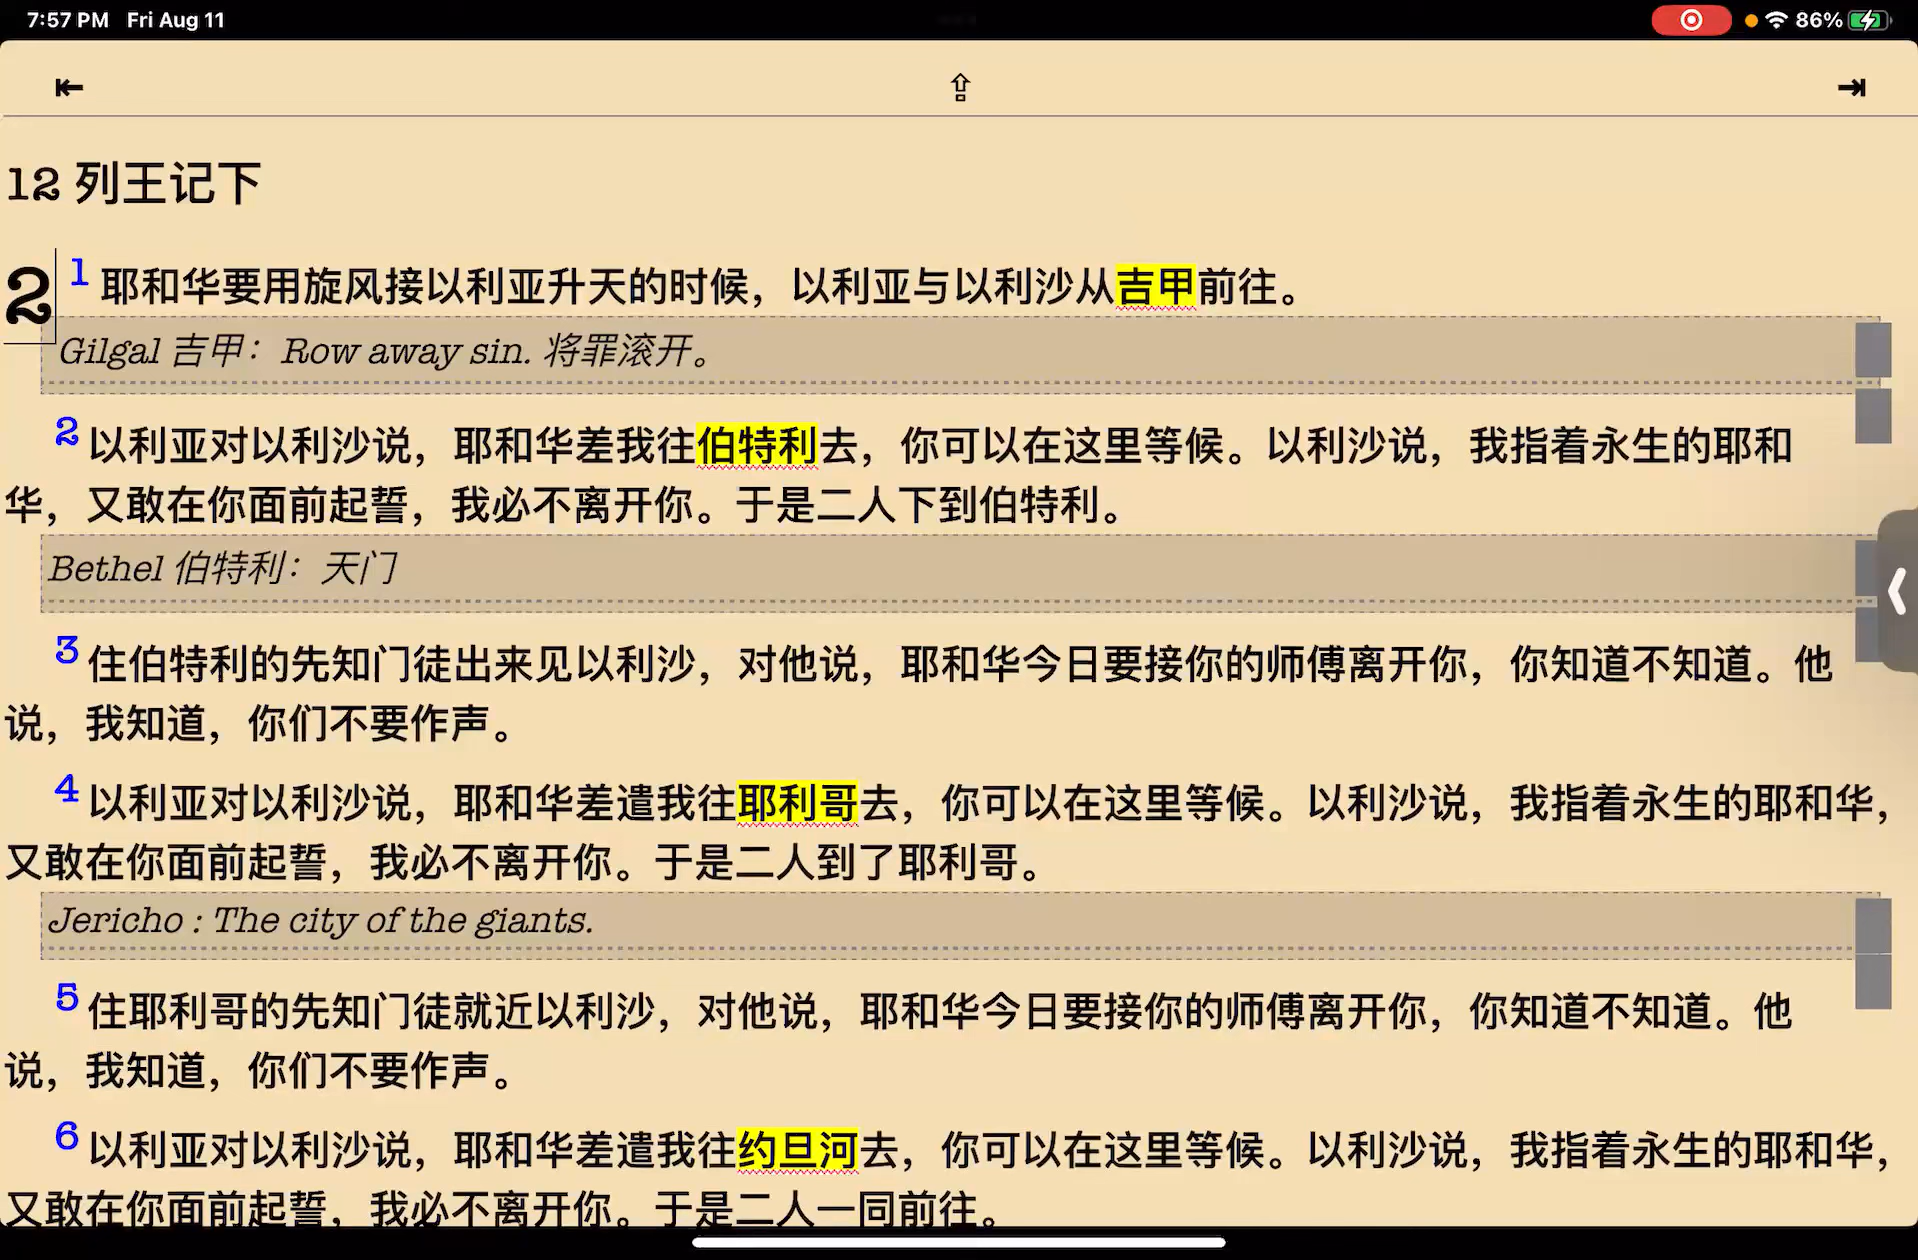 7:57 PM Fri Aug 11 86%
12 列王记下
2 1 耶和华要用旋风接以利亚升天的时候，以利亚与以利沙从吉甲前往。
Gilgal 吉甲：Row away sin. 将罪滚开。
2 以利亚对以利沙说，耶和华差我往伯特利去，你可以在这里等候。以利沙说，我指着永生的耶和
华，又敢在你面前起誓，我必不离开你。于是二人下到伯特利。
Bethel 伯特利：天门
3 住伯特利的先知门徒出来见以利沙，对他说，耶和华今日要接你的师傅离开你，你知道不知道。他
说，我知道，你们不要作声。
4 以利亚对以利沙说，耶和华差遣我往耶利哥去，你可以在这里等候。以利沙说，我指着永生的耶和华，
又敢在你面前起誓，我必不离开你。于是二人到了耶利哥。
Jericho : The city of the giants.
5 住耶利哥的先知门徒就近以利沙，对他说，耶和华今日要接你的师傅离开你，你知道不知道。他
说，我知道，你们不要作声。
6 以利亚对以利沙说，耶和华差遣我往约旦河去，你可以在这里等候。以利沙说，我指着永生的耶和华，
又敢在你面前起誓，我必不离开你。于是二人一同前往。